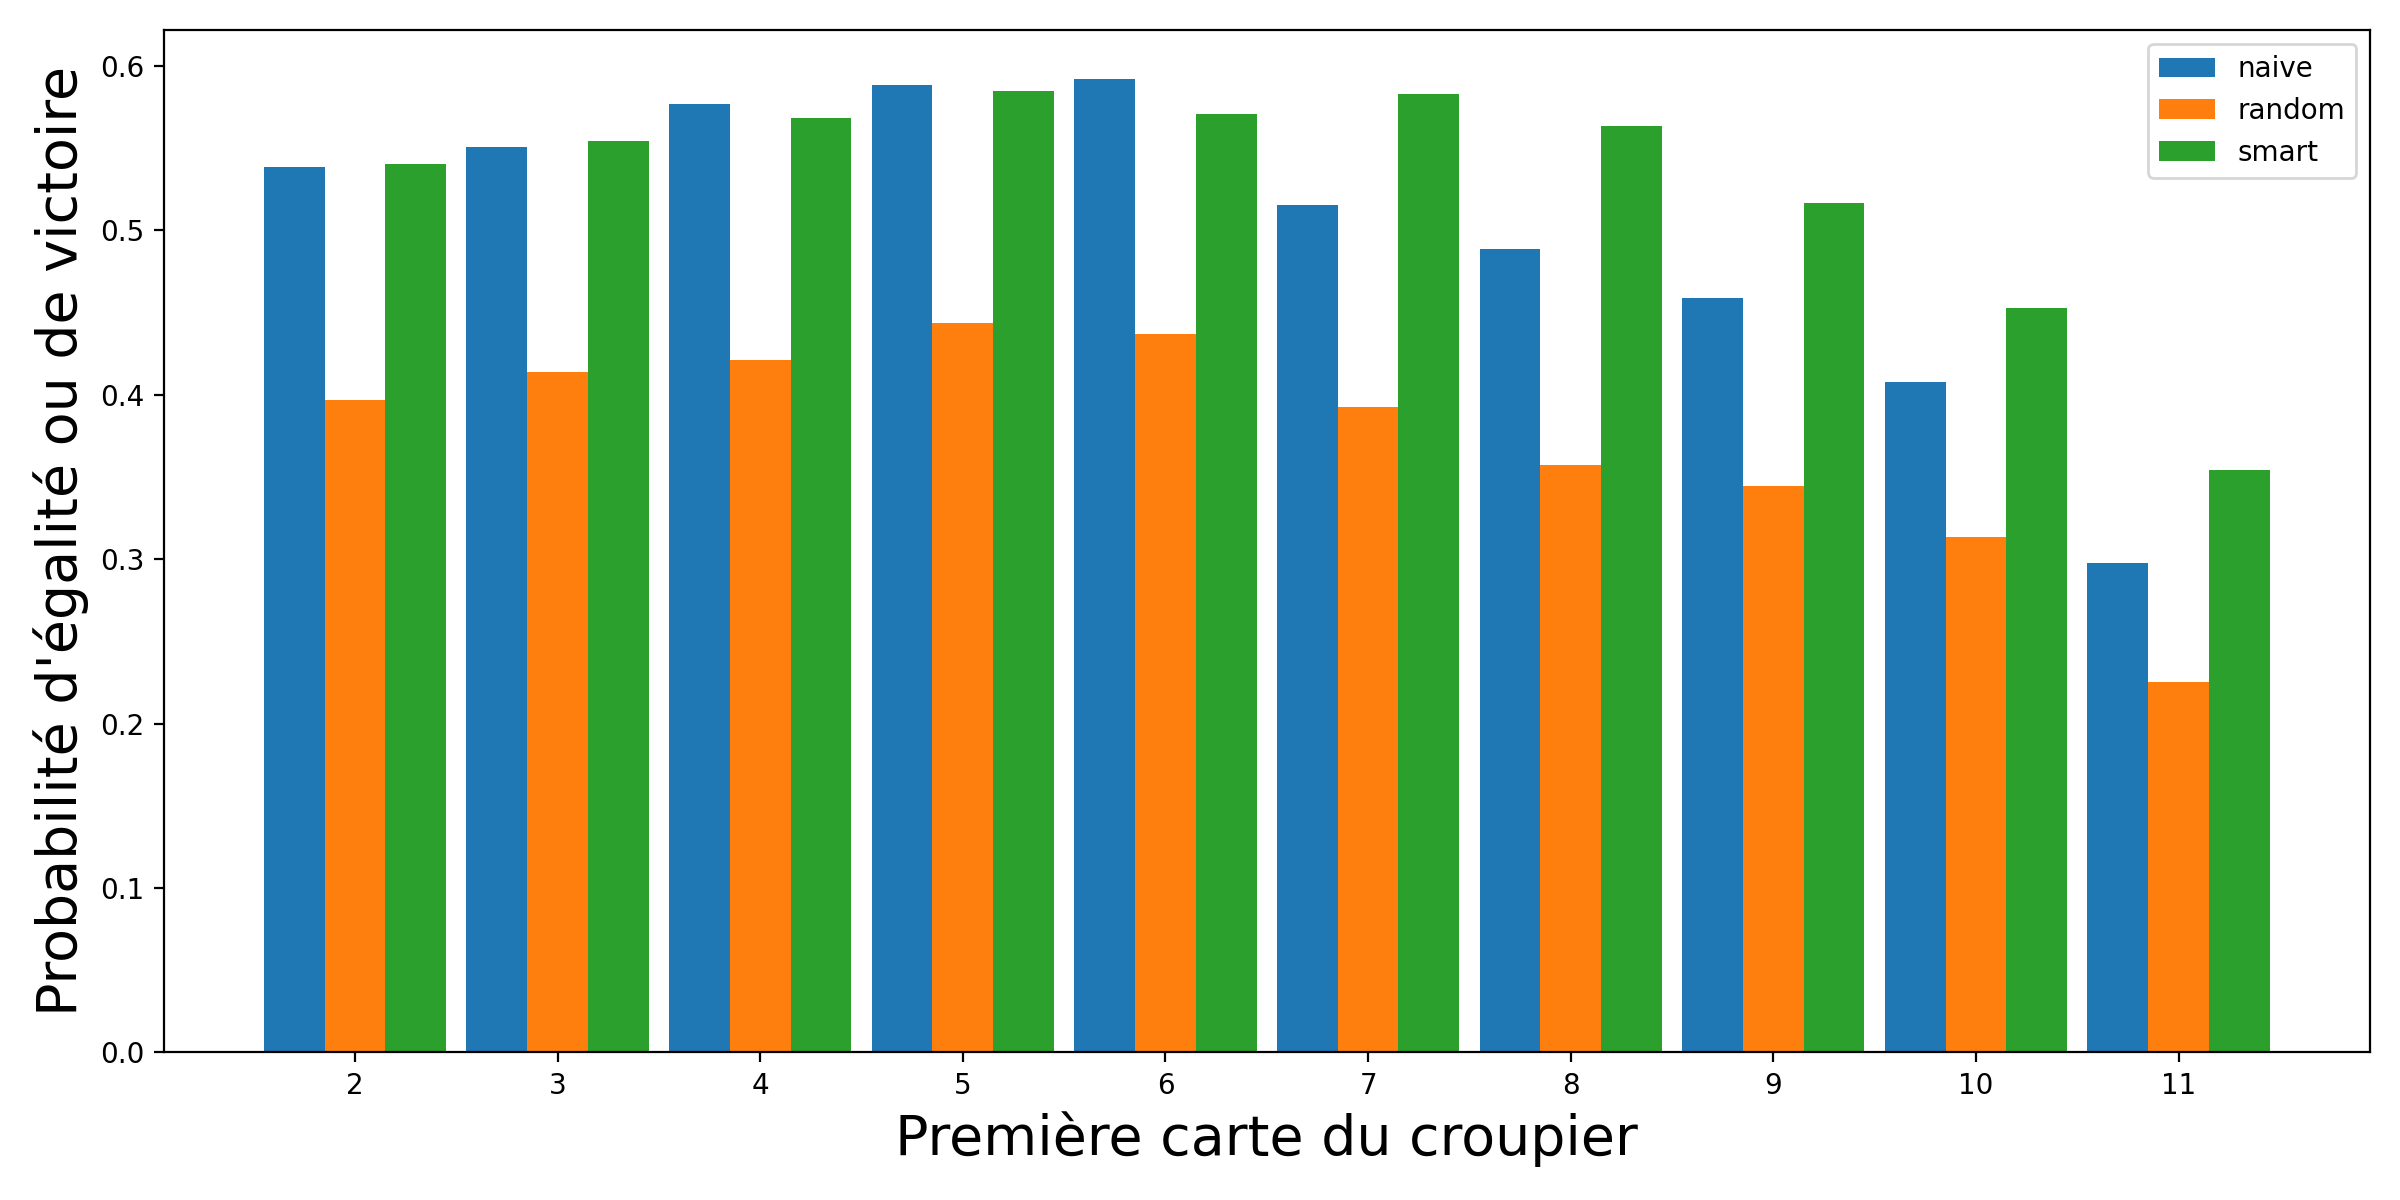 Probabilité d'égalité ou de victoire
0.6
0.5
0.4
0.3
0.2
0.1
0.0
naive
random
smart
2 3 4 5 6 7 8 9 10 11
Première carte du croupier